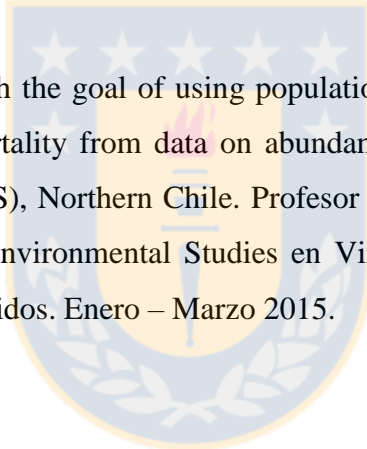 h the goal of using populatio
rtality from data on abundan
S), Northern Chile. Profesor
nvironmental Studies en Vi
idos. Enero – Marzo 2015.